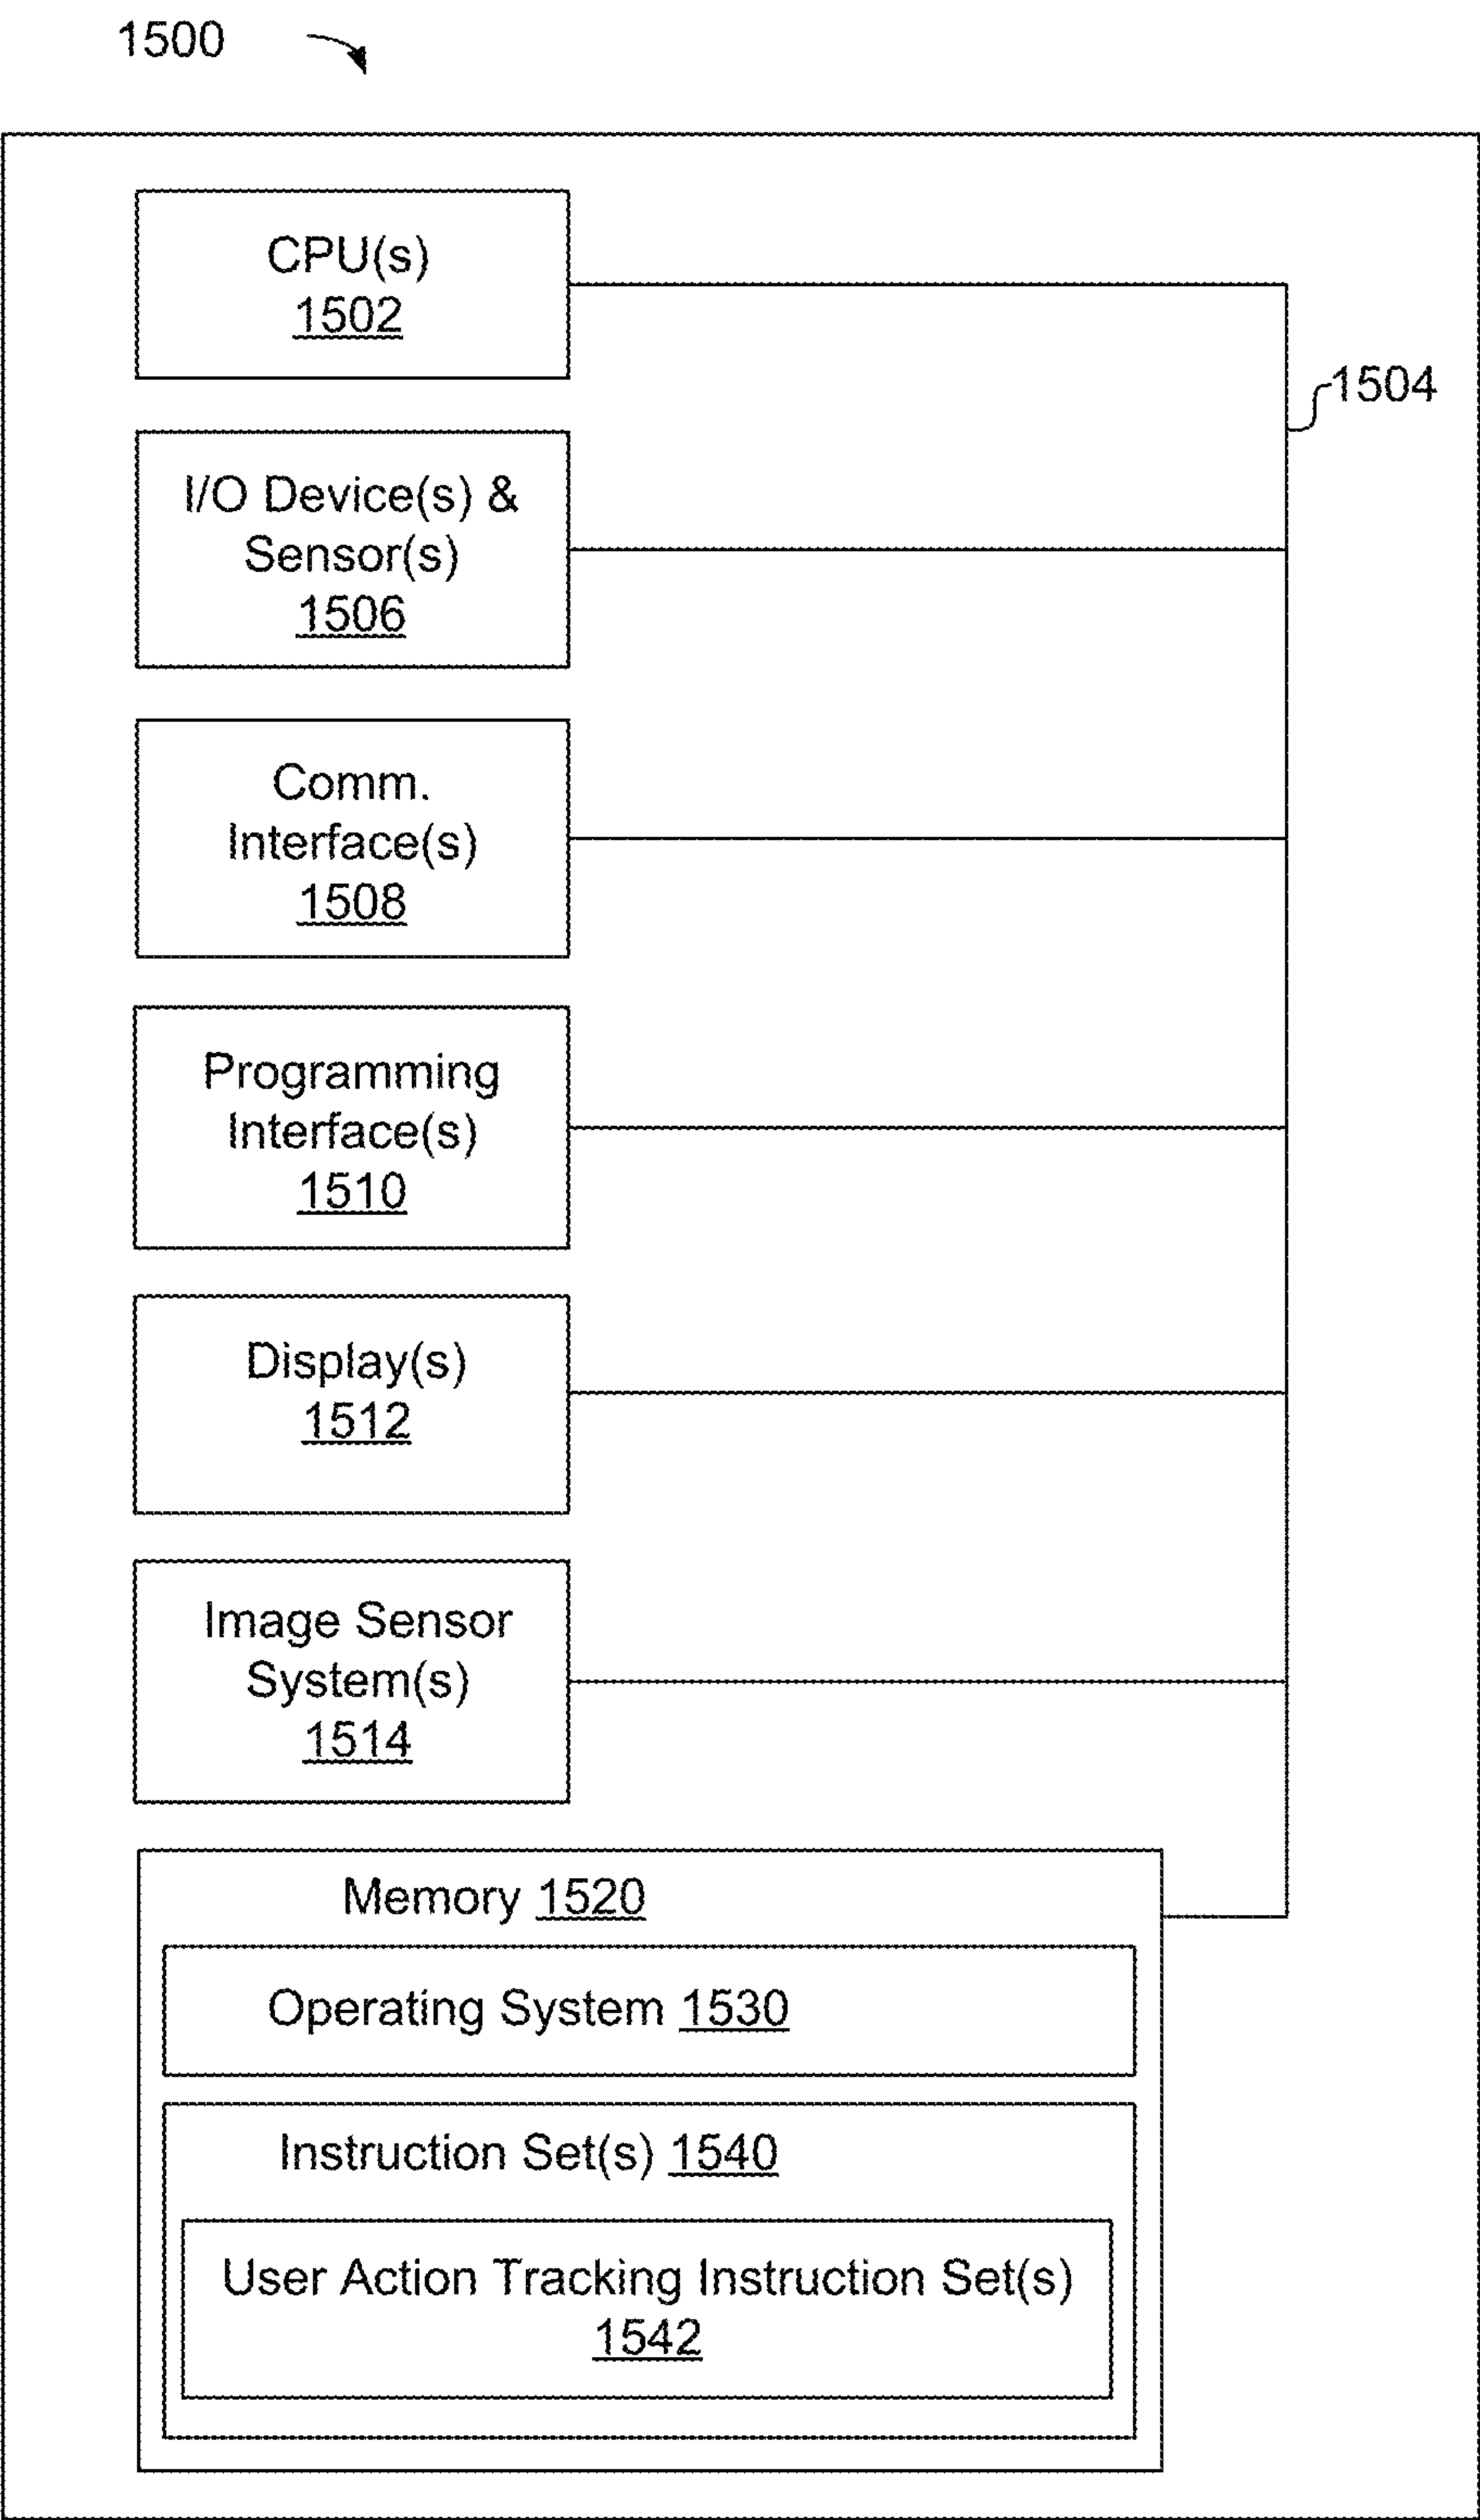 1500
CPU(s)
1502
1504
I/O Device(s) &
Sensor(s)
1506
Comm.
Interface(s)
1508
Programming
Interface(s)
1510
Display(s)
1512
Image Sensor
System(s)
1514
Memory 1520
Operating System 1530
Instruction Set(s) 1540
User Action Tracking Instruction Set(s)
1542